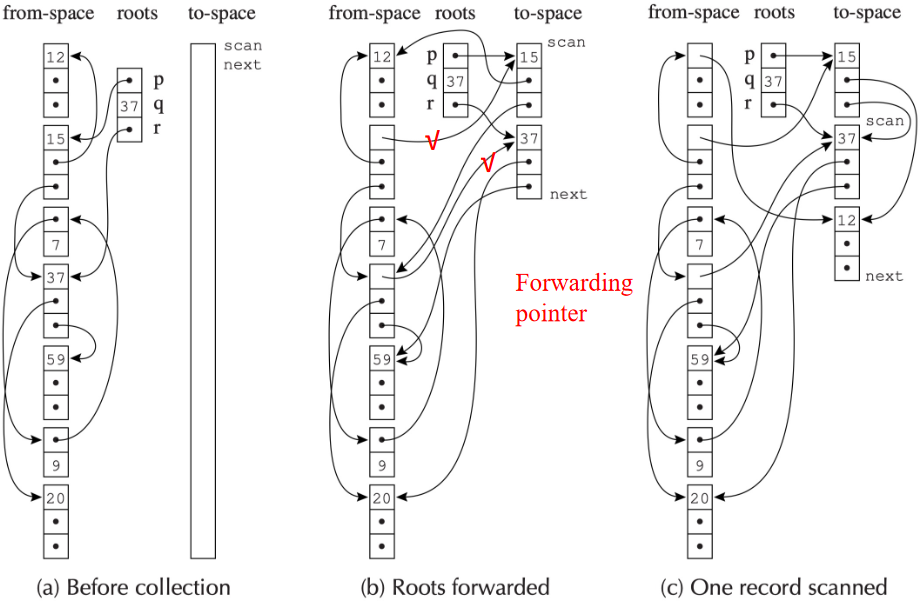 from-space roots to-space
12
15
7
37
59
9
20
p
37 q
r
scan
next
(a) Before collection
from-space roots to-space
12
7
59
9
20
p
q 37
r
scan
15
37
next
√
√
Forwarding
pointer
(b) Roots forwarded
from-space roots to-space
7
59
9
20
p
q 37
r
15
scan
37
12
next
(c) One record scanned